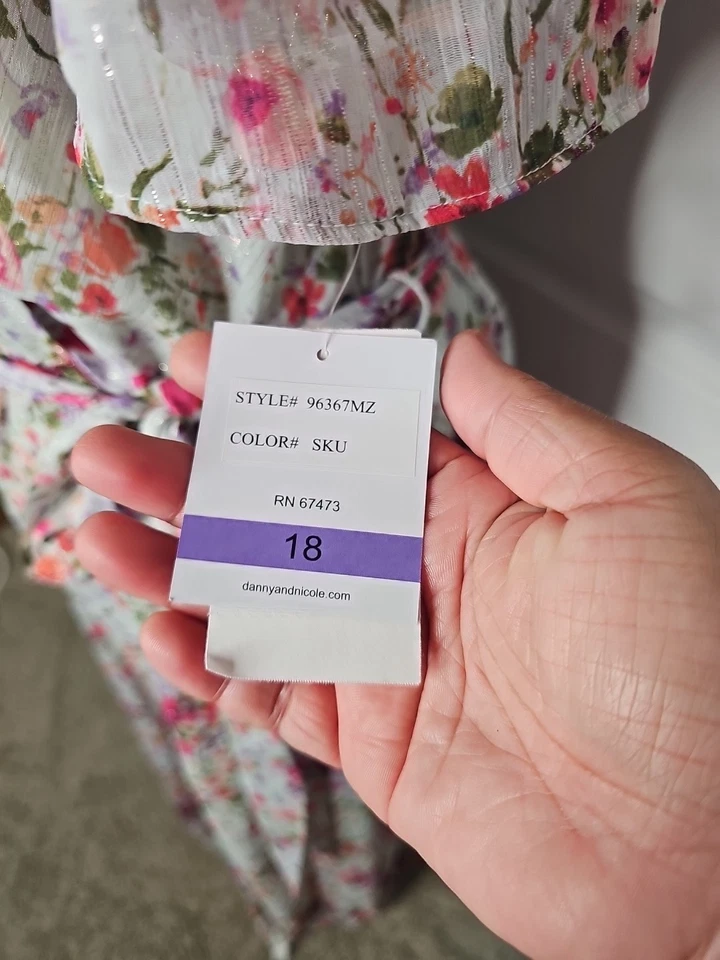 STYLE# 96367MZ
COLOR# SKU
RN 67473
18
dannyandnicole.com